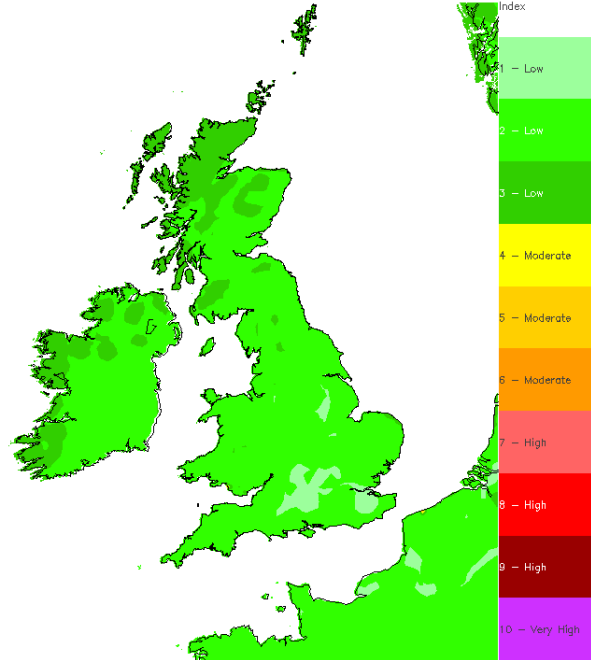 Index
1 - Low
2 - Low
3 - Low
4 - Moderate
5 - Moderate
6 - Moderate
7 - High
8 - High
9 - High
10 - Very High